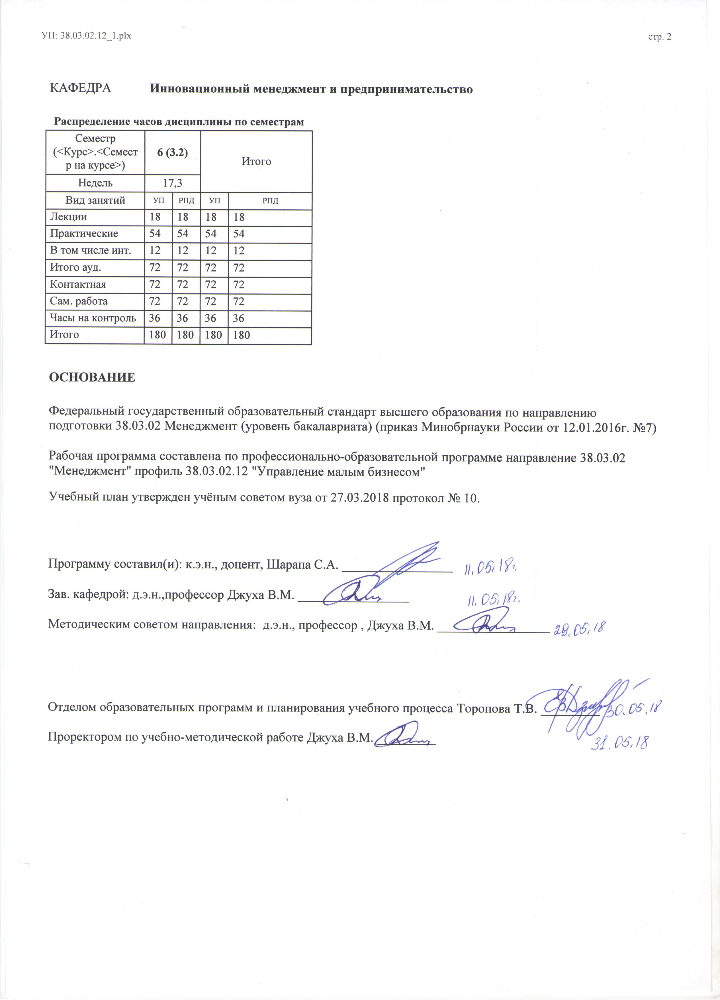 УП: 38.03.02.12_1.plx стр. 2
КАФЕДРА Инновационный менеджмент и предпринимательство
Распределение часов дисциплины по семестрам
Семестр
(<Курс>.<Семест
р на курсе>) 6 (3.2) Итого
Недель 17,3
Вид занятий УП РПД УП РПД
Лекции 18 18 18 18
Практические 54 54 54 54
В том числе инт. 12 12 12 12
Итого ауд. 72 72 72 72
Контактная 72 72 72 72
Сам. работа 72 72 72 72
Часы на контроль 36 36 36 36
Итого 180 180 180 180
ОСНОВАНИЕ
Федеральный государственный образовательный стандарт высшего образования по направлению
подготовки 38.03.02 Менеджмент (уровень бакалавриата) (приказ Минобрнауки России от 12.01.2016г. №7)
Рабочая программа составлена по профессионально-образовательной программе направление 38.03.02
"Менеджмент" профиль 38.03.02.12 "Управление малым бизнесом"
Учебный план утвержден учёным советом вуза от 27.03.2018 протокол № 10.
Программу составил(и): к.э.н., доцент, Шарапа С.А. 11.05.18г.
Зав. кафедрой: д.э.н.,профессор Джуха В.М. 11.05.18г.
Методическим советом направления: д.э.н., профессор , Джуха В.М. 29.05.18
Отделом образовательных программ и планирования учебного процесса Торопова Т.В. 30.05.18
Проректором по учебно-методической работе Джуха В.М. 31.05.18